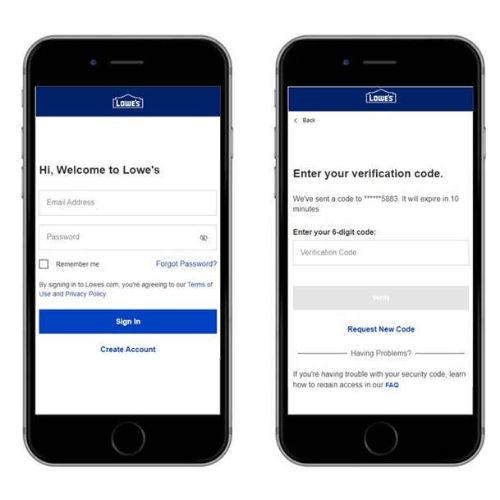 LOWE'S
Hi, Welcome to Lowe's
Email Address
Password
Remember me
Forgot Password?
By signing in to Lowes.com, you're agreeing to our Terms of
Use and Privacy Policy.
Sign In
Create Account
LOWE'S
< Back
Enter your verification code.
We've sent a code to ******5883. It will expire in 10
minutes
Enter your 6-digit code:
Verification Code
Verify
Request New Code
Having Problems?
If you're having trouble with your security code, learn
how to regain access in our FAQ